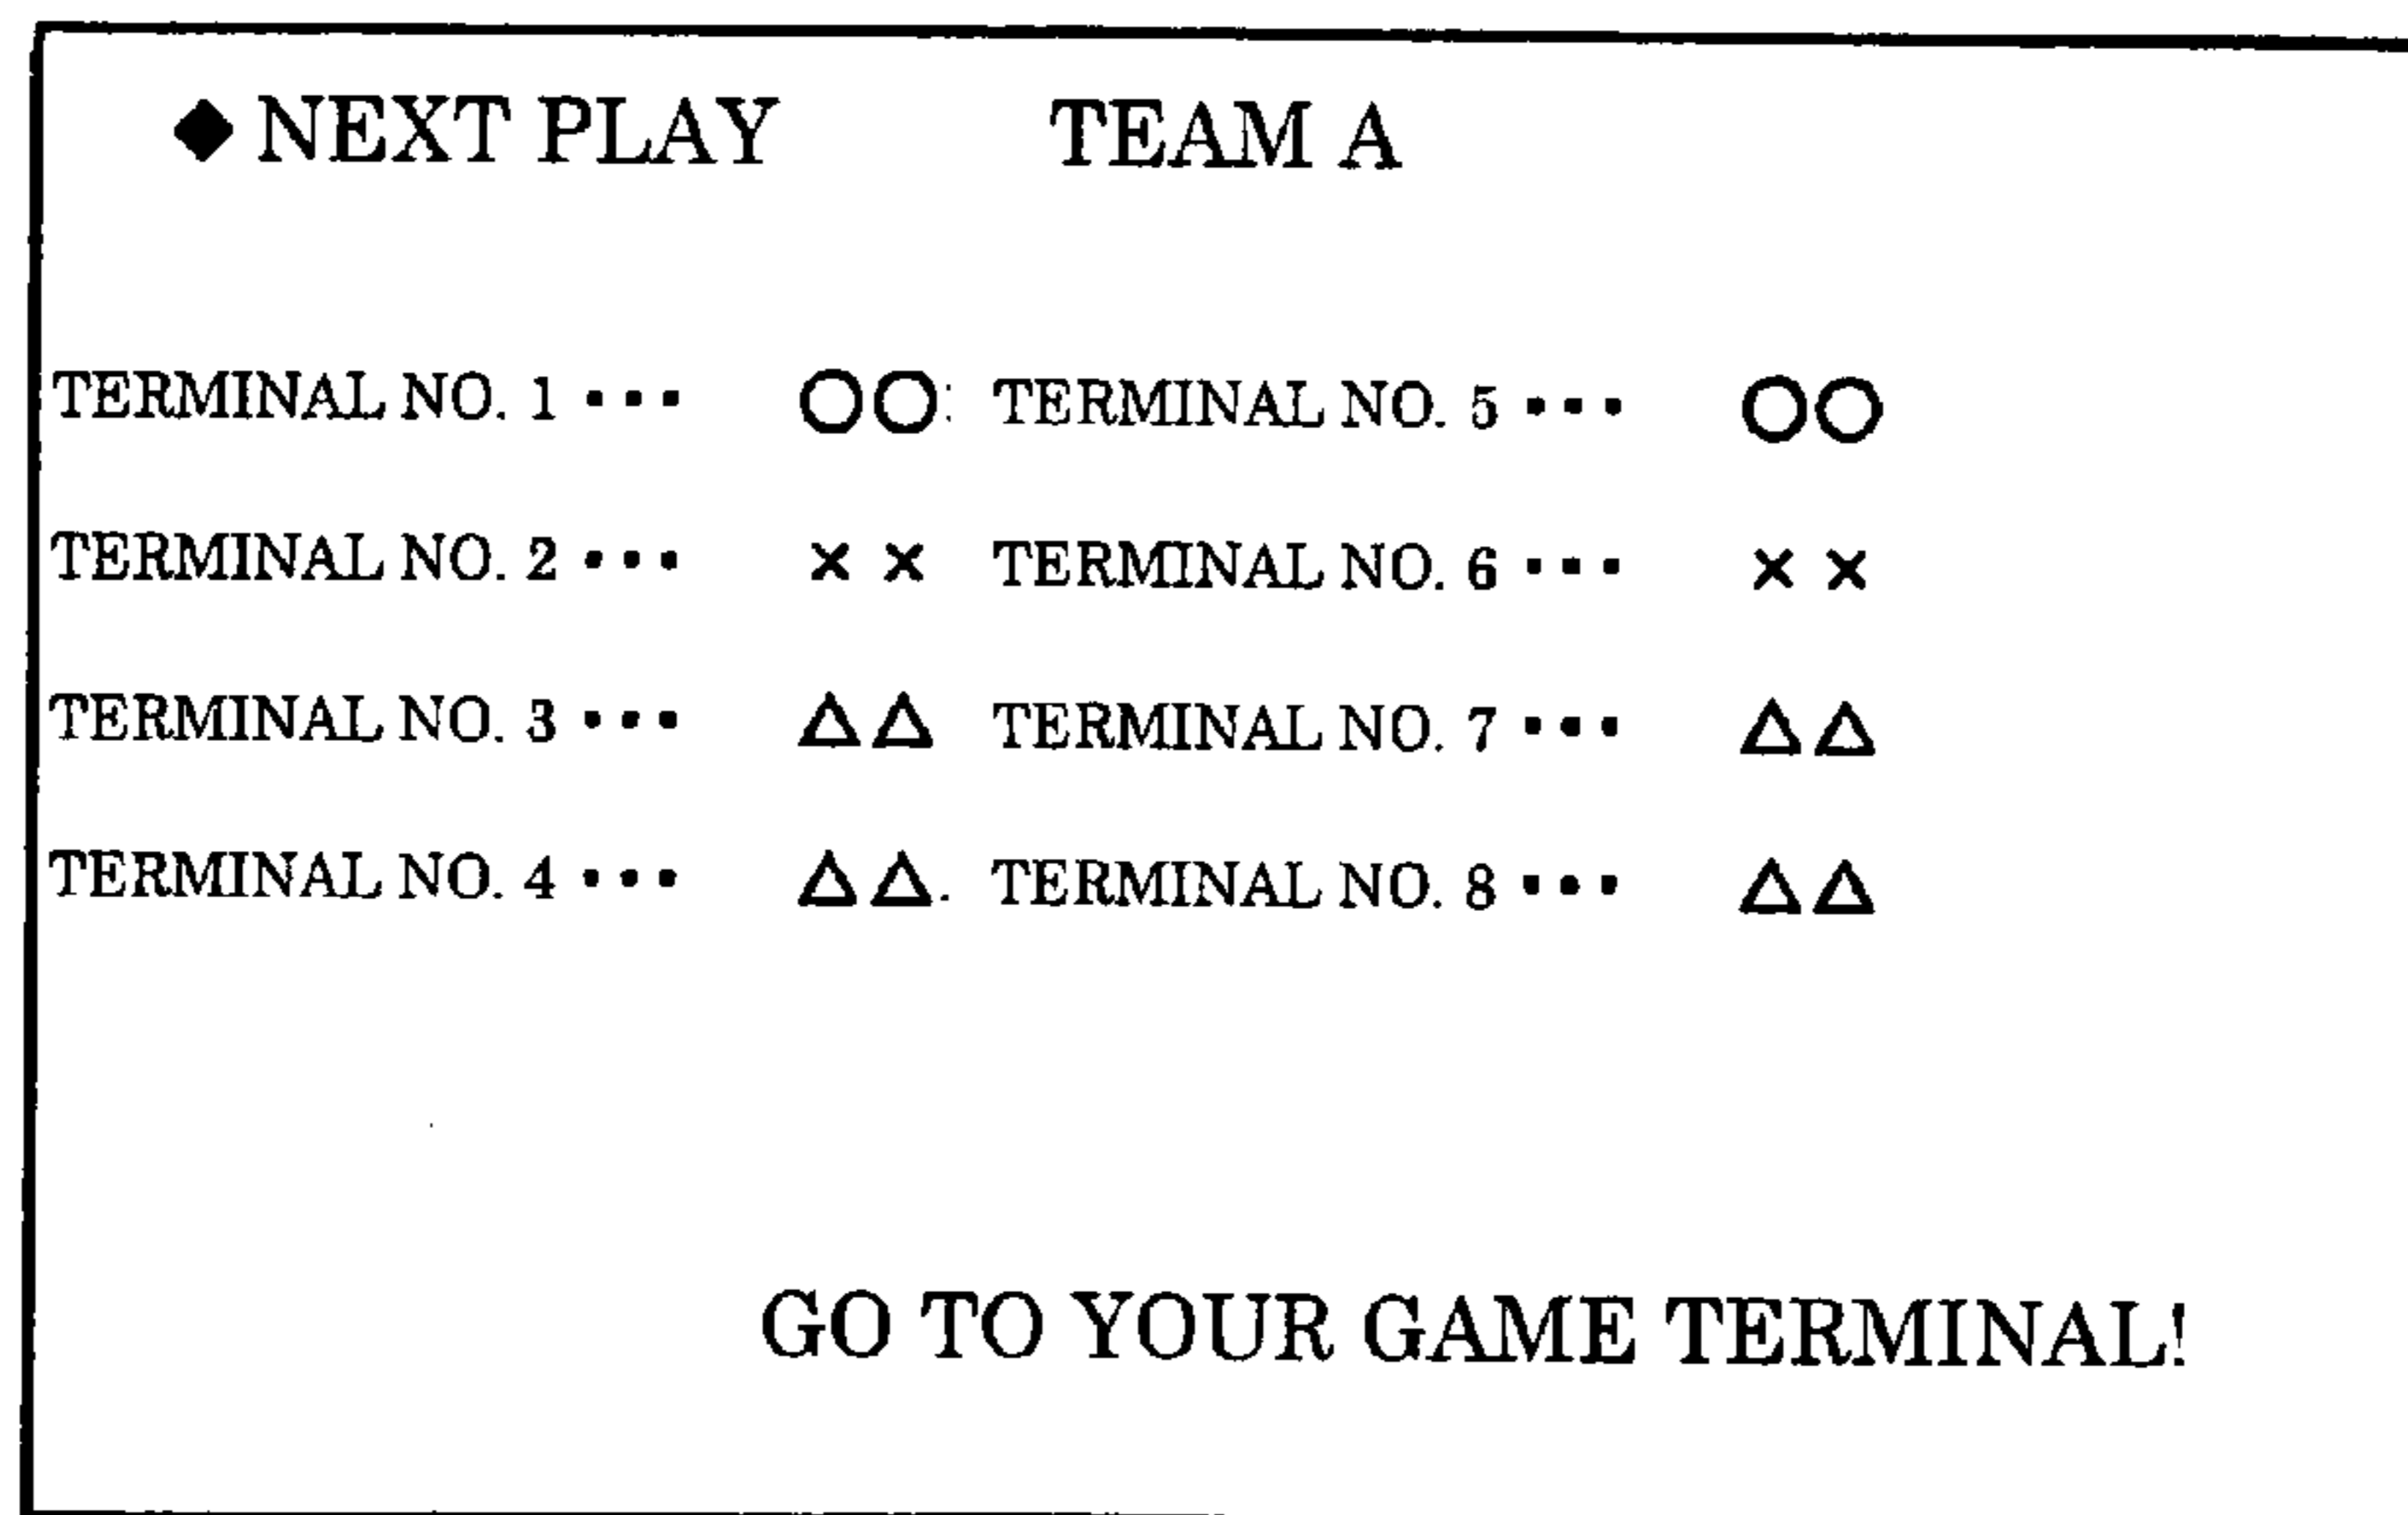 ◆ NEXT PLAY TEAM A
TERMINAL NO. 1 ••• ○○ TERMINAL NO. 5 ••• ○○
TERMINAL NO. 2 ••• × × TERMINAL NO. 6 ••• × ×
TERMINAL NO. 3 ••• △△ TERMINAL NO. 7 ••• △△
TERMINAL NO. 4 ••• △△ TERMINAL NO. 8 ••• △△
GO TO YOUR GAME TERMINAL!